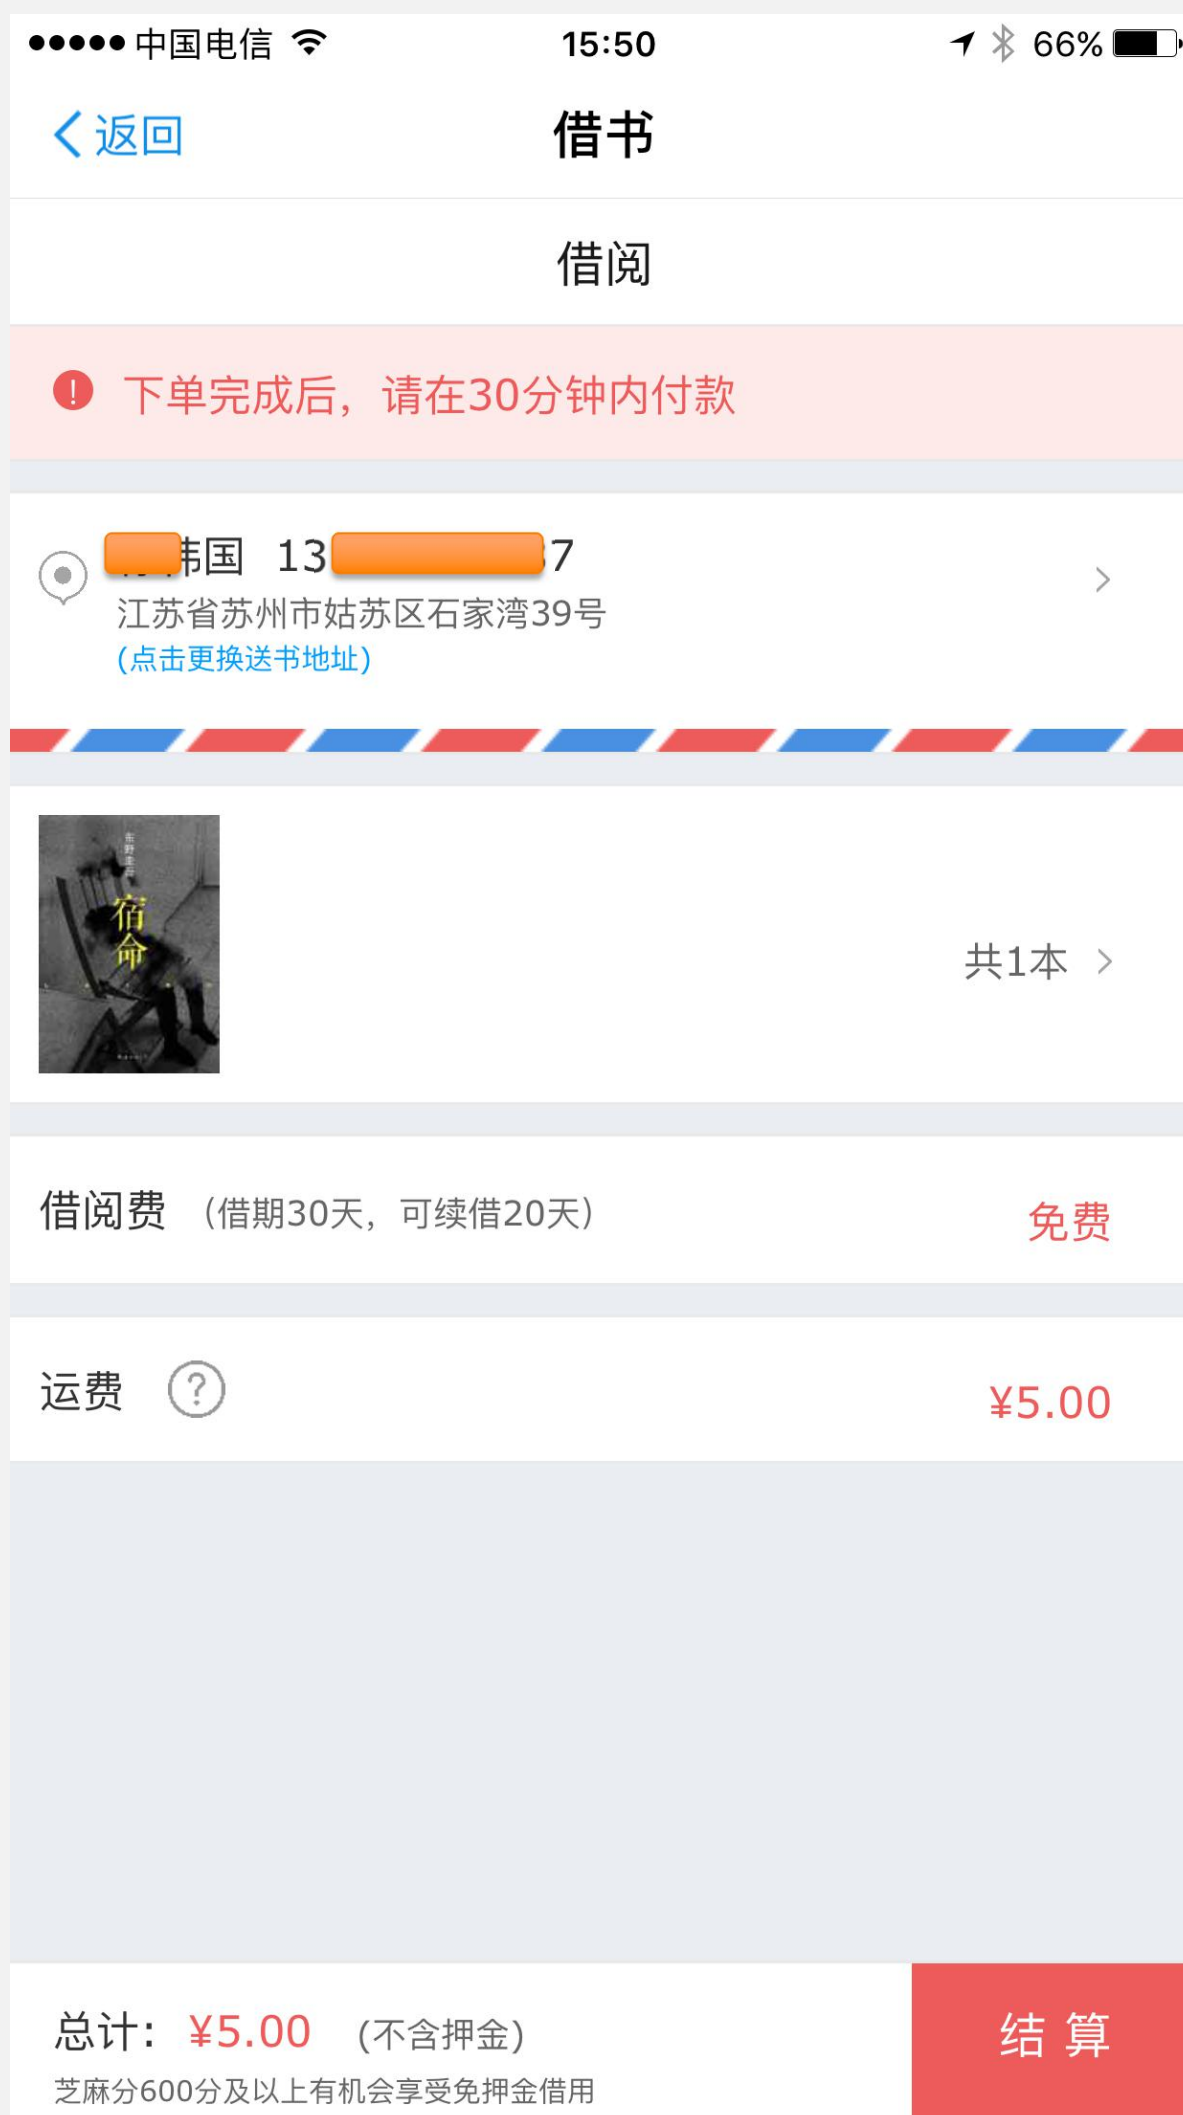 中国电信 15:50 66%
返回 借书
借阅
下单完成后，请在30分钟内付款
国 13 7
江苏省苏州市姑苏区石家湾39号
(点击更换送书地址)
东野圭吾
宿命
共1本
借阅费 （借期30天，可续借20天） 免费
运费 ? ¥5.00
总计：¥5.00 (不含押金)
结算
芝麻分600分及以上有机会享受免押金借用